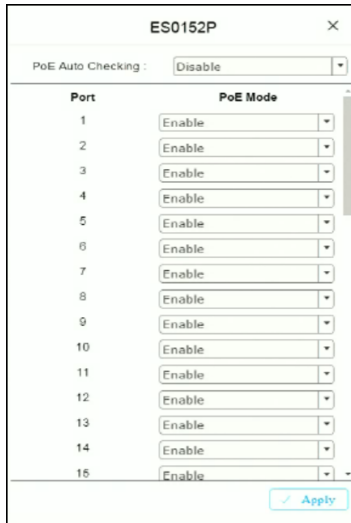 ES0152P
PoE Auto Checking : Disable
Port PoE Mode
1 Enable
2 Enable
3 Enable
4 Enable
5 Enable
6 Enable
7 Enable
8 Enable
9 Enable
10 Enable
11 Enable
12 Enable
13 Enable
14 Enable
15 Enable
Apply